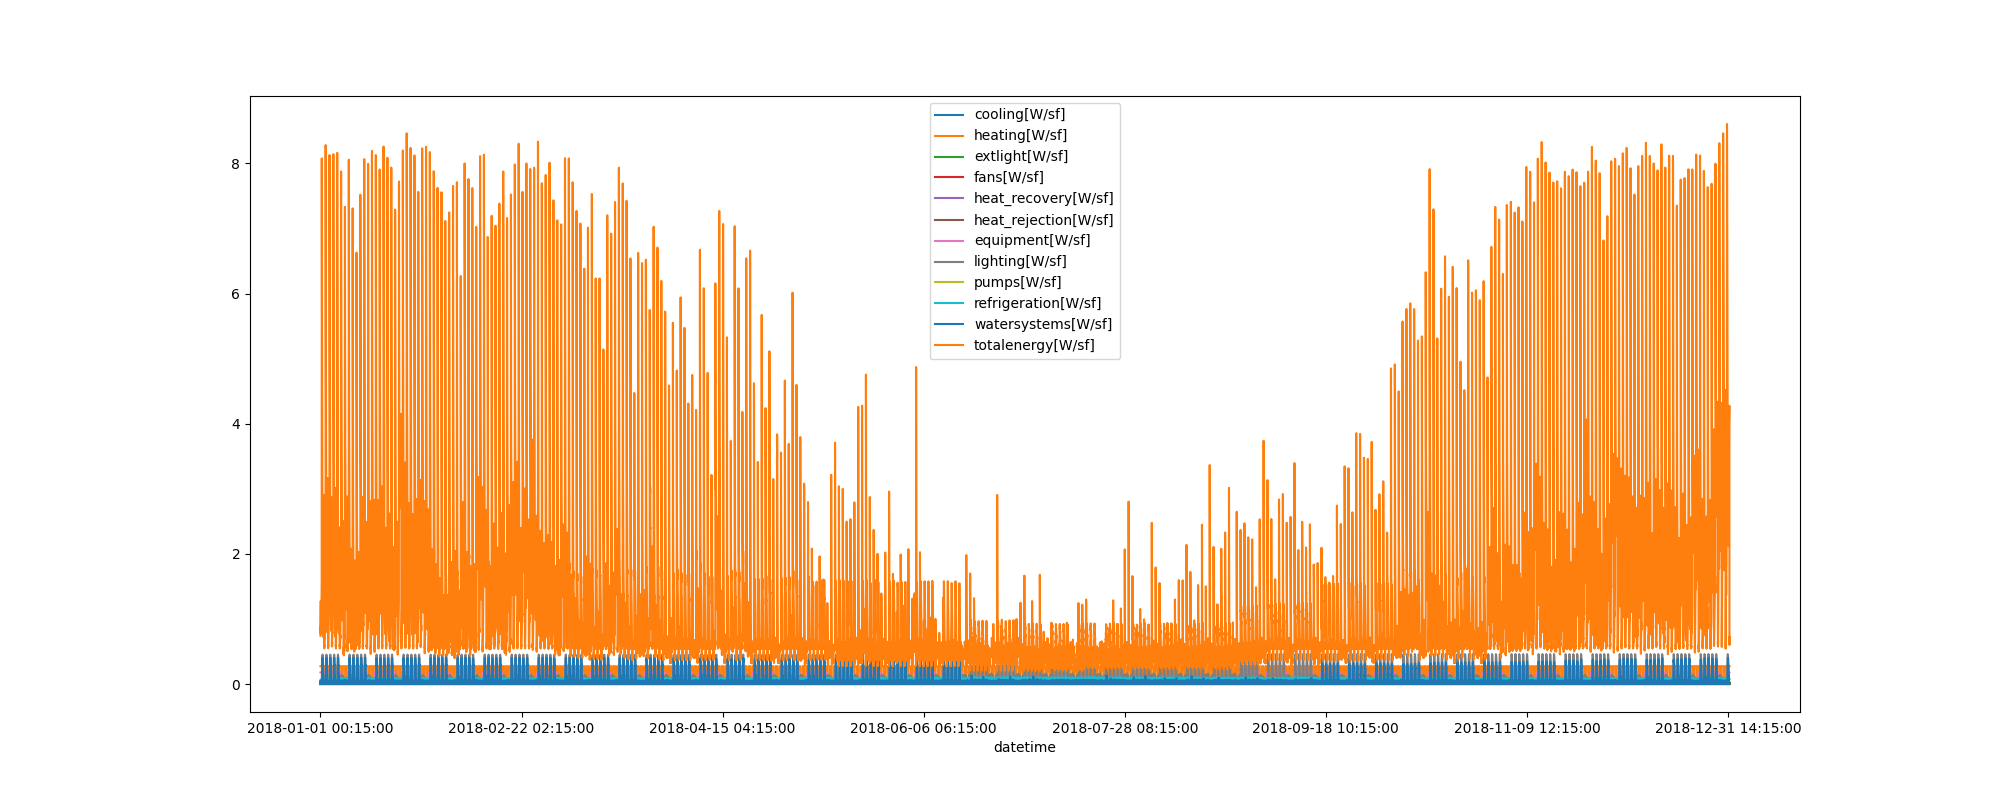 cooling[W/sf]
heating[W/sf]
extlight[W/sf]
fans[W/sf]
heat_recovery[W/sf]
heat_rejection[W/sf]
equipment[W/sf]
lighting[W/sf]
pumps[W/sf]
refrigeration[W/sf]
watersystems[W/sf]
totalenergy[W/sf]
8
6
4
2
0
2018-01-01 00:15:00 2018-02-22 02:15:00 2018-04-15 04:15:00 2018-06-06 06:15:00 2018-07-28 08:15:00 2018-09-18 10:15:00 2018-11-09 12:15:00 2018-12-31 14:15:00
datetime